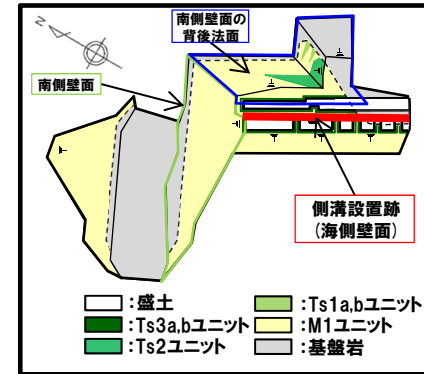 N
南側壁面の
背後法面
南側壁面
側溝設置跡
(海側壁面)
:盛土
:Ts1a,bユニット
:Ts3a,bユニット
:M1ユニット
:Ts2ユニット
:基盤岩